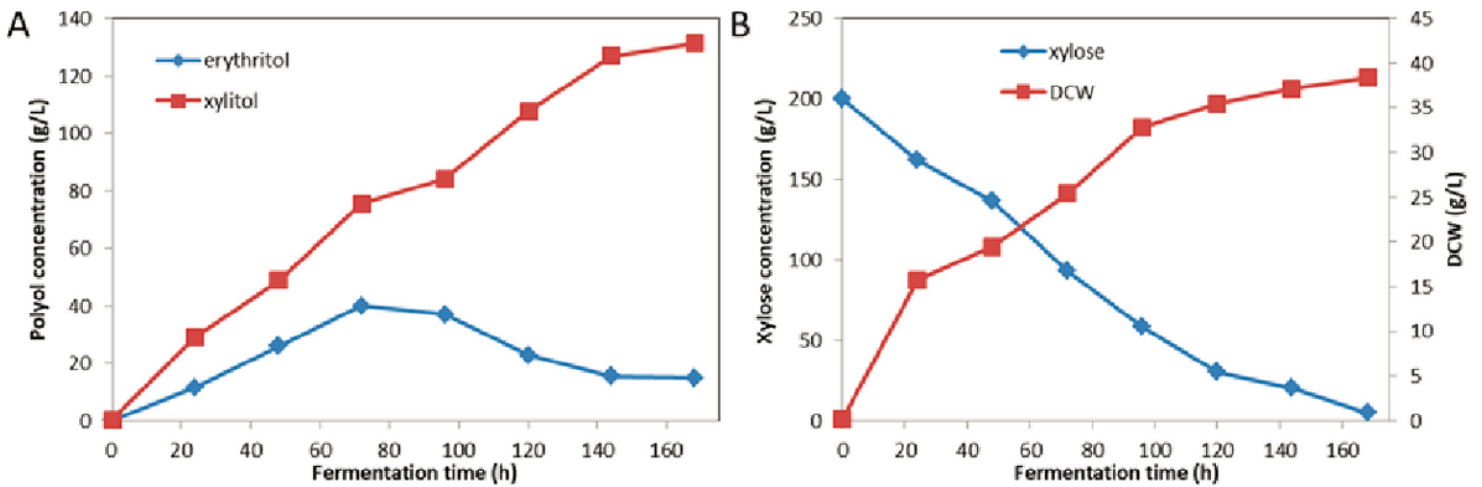 A
Polyol concentration (g/L)
140
120
100
80
60
40
20
0
erythritol
xylitol
0 20 40 60 80 100 120 140 160
Fermentation time (h)
B
Xylose concentration (g/L)
250
200
150
100
50
0
xylose
DCW
45
40
35
30
25
20
15
10
5
0
DCW (g/L)
0 20 40 60 80 100 120 140 160
Fermentation time (h)